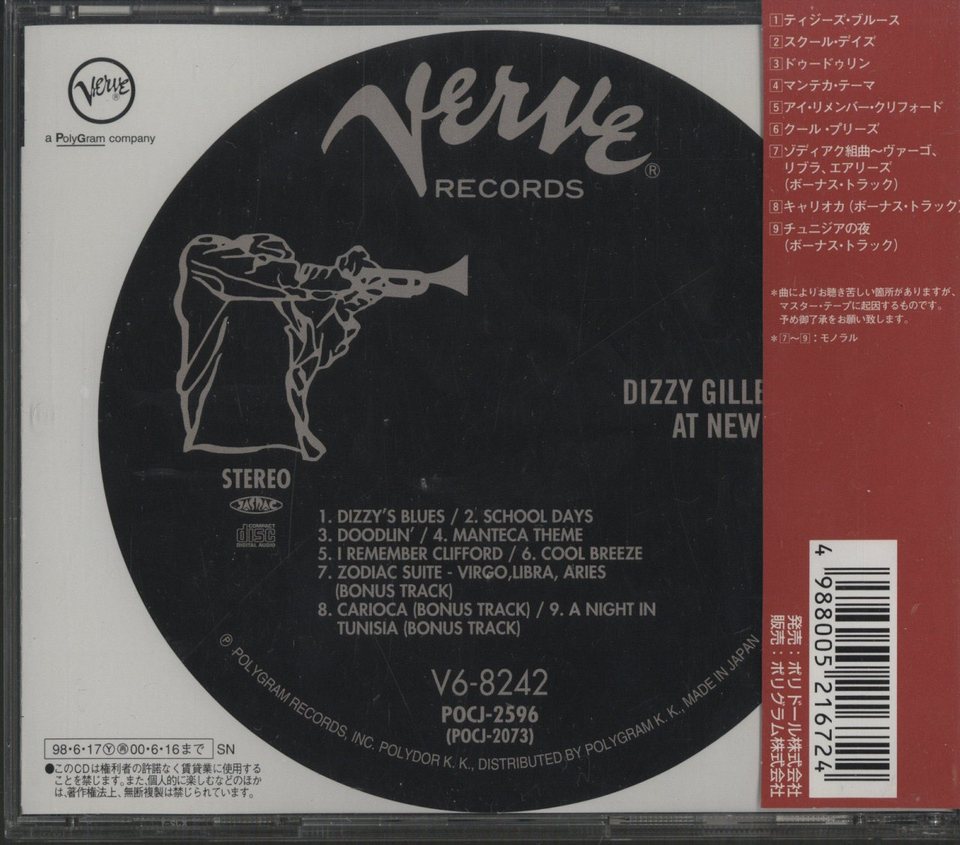 Verve
®
a PolyGram company
Verve
®
RECORDS
DIZZY GILLE
AT NEW
STEREO
JASRAC
COMPACT
disc
DIGITAL AUDIO
1. DIZZY'S BLUES / 2. SCHOOL DAYS
3. DOODLIN' / 4. MANTECA THEME
5. I REMEMBER CLIFFORD / 6. COOL BREEZE
7. ZODIAC SUITE - VIRGO,LIBRA, ARIES
(BONUS TRACK)
8. CARIOCA (BONUS TRACK) / 9. A NIGHT IN
TUNISIA (BONUS TRACK)
V6-8242
POCJ-2596
(POCJ-2073)
Ⓟ POLYGRAM RECORDS, INC. POLYDOR K. K., DISTRIBUTED BY POLYGRAM K. K., MADE IN JAPAN
98・6・17Ⓨ㋐00・6・16まで SN
●このCDは権利者の許諾なく賃貸業に使用する
ことを禁じます。また、個人的に楽しむなどのほか
は、著作権法上、無断複製は禁じられています。
1 ティジーズ・ブルース
2 スクール・デイズ
3 ドゥードゥリン
4 マンテカ・テーマ
5 アイ・リメンバー・クリフォード
6 クール・ブリーズ
7 ゾディアク組曲〜ヴァーゴ、
リブラ、エアリーズ
(ボーナス・トラック)
8 キャリオカ(ボーナス・トラック)
9 チュニジアの夜
(ボーナス・トラック)
*曲によりお聴き苦しい箇所がありますが、
マスター・テープに起因するものです。
予め御了承をお願い致します。
*7〜9:モノラル
4 988005 216724
発売:ポリドール株式会社
販売:ポリグラム株式会社